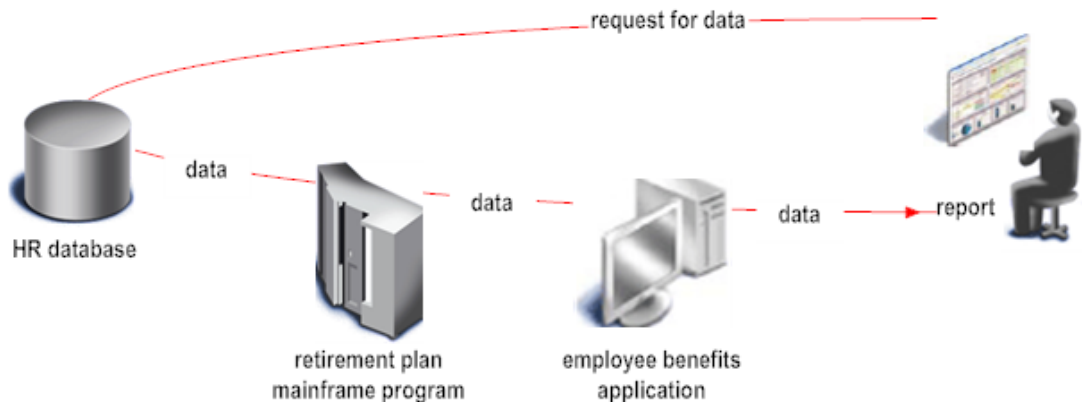 request for data
data
data
data
report
HR database
retirement plan
mainframe program
employee benefits
application